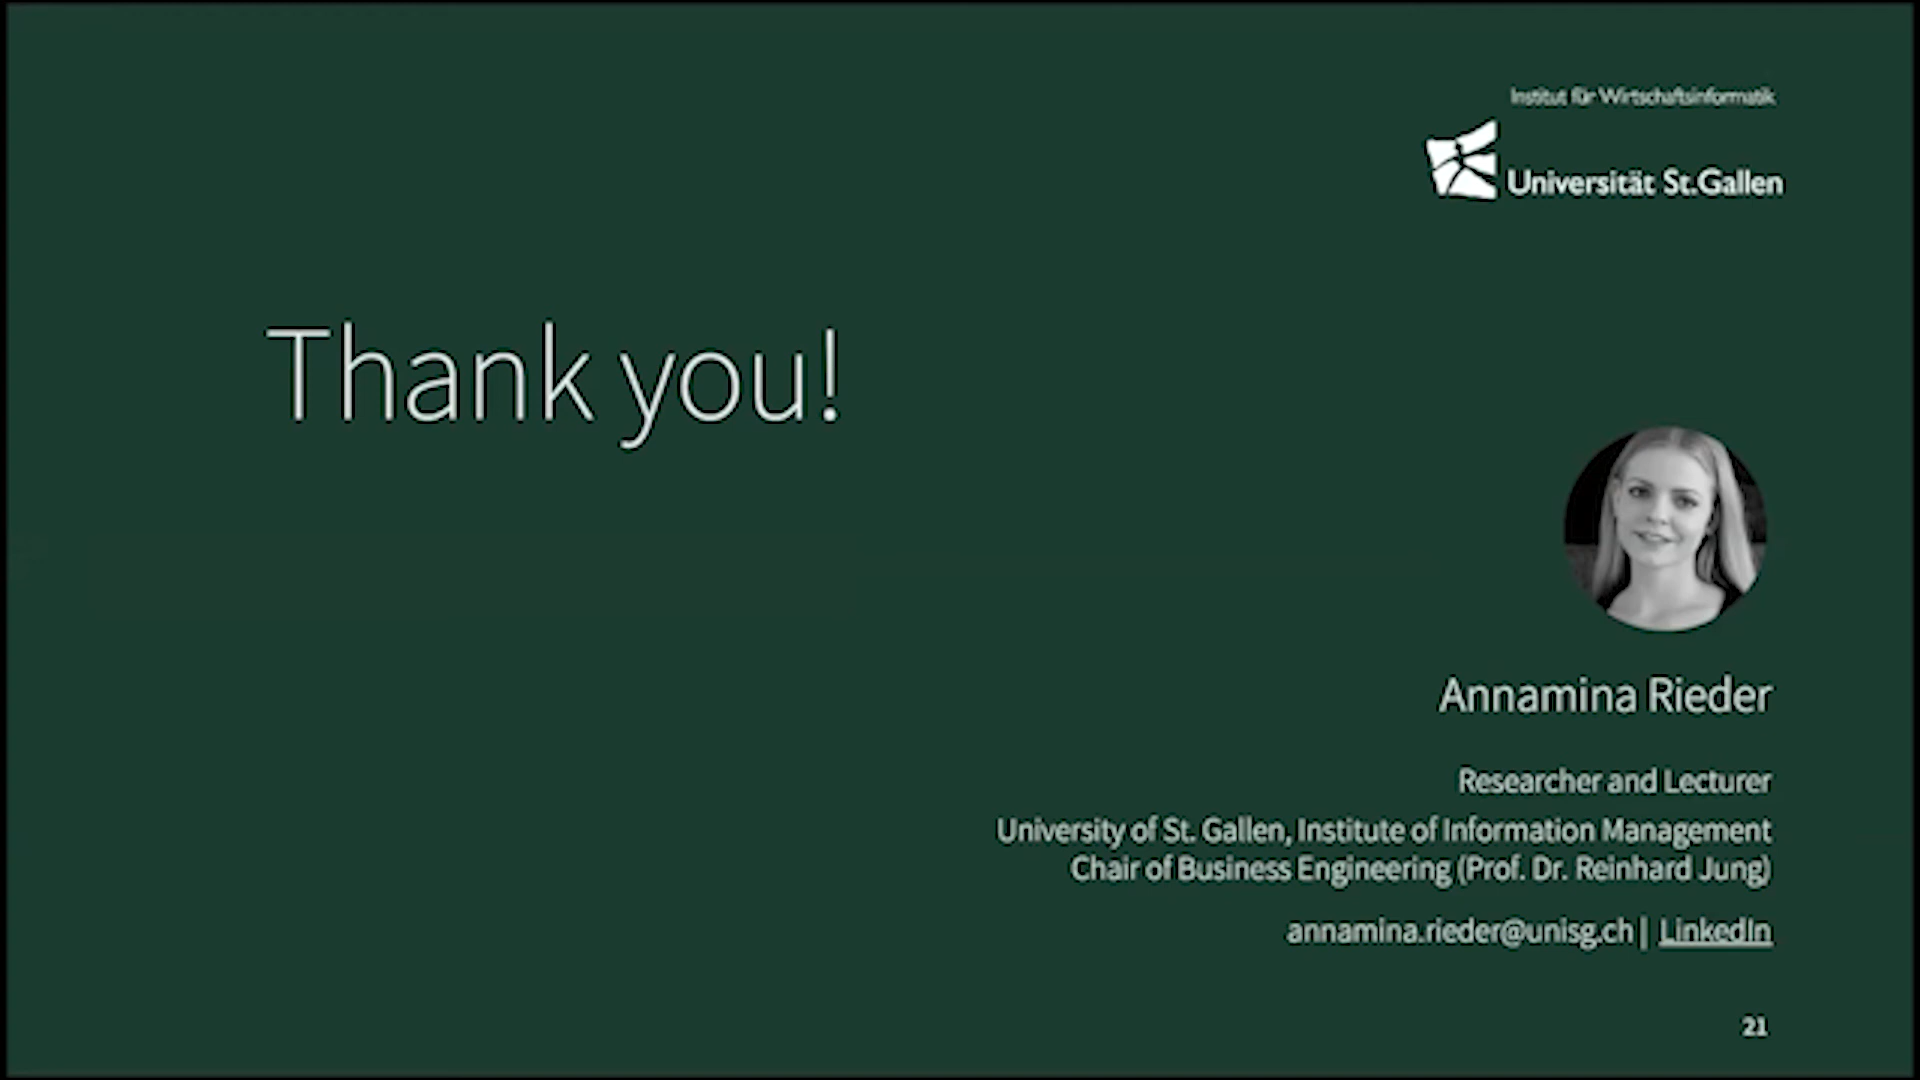 Institut für Wirtschaftsinformatik
Universität St.Gallen
Thank you!
Annamina Rieder
Researcher and Lecturer
University of St. Gallen, Institute of Information Management
Chair of Business Engineering (Prof. Dr. Reinhard Jung)
annamina.rieder@unisg.ch | LinkedIn
21